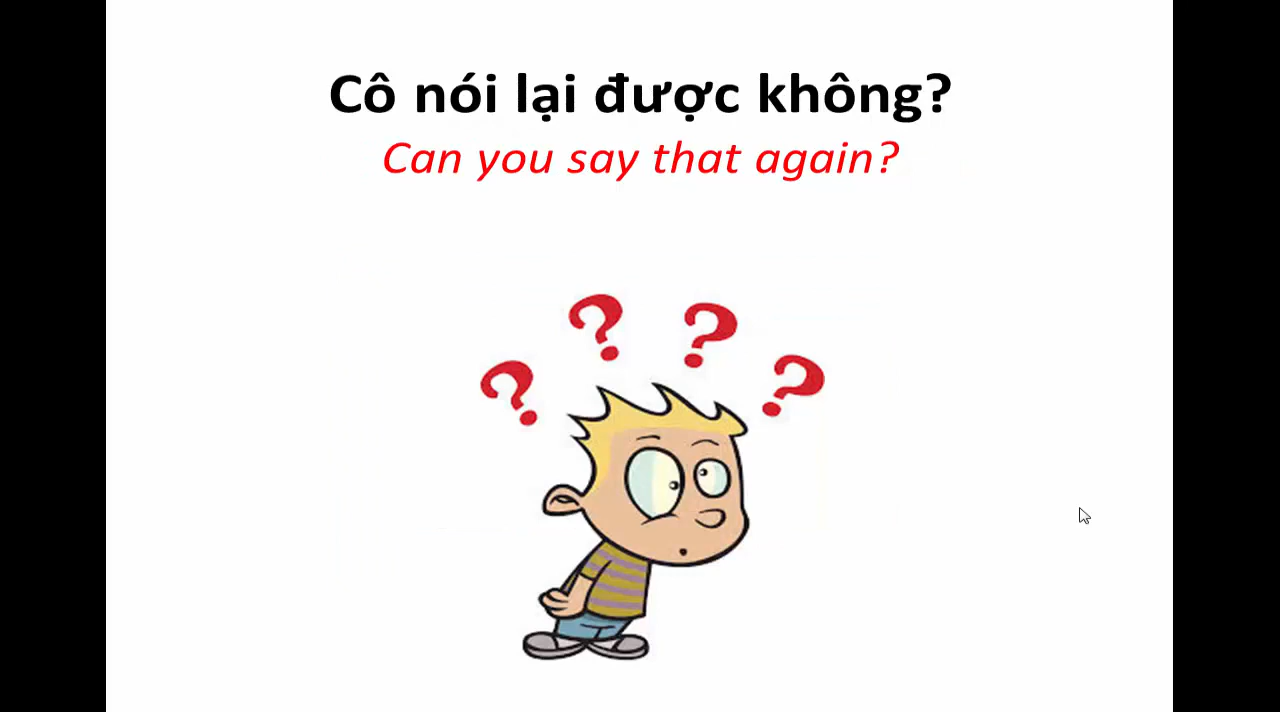 Cô nói lại được không?
Can you say that again?
? ? ? ?